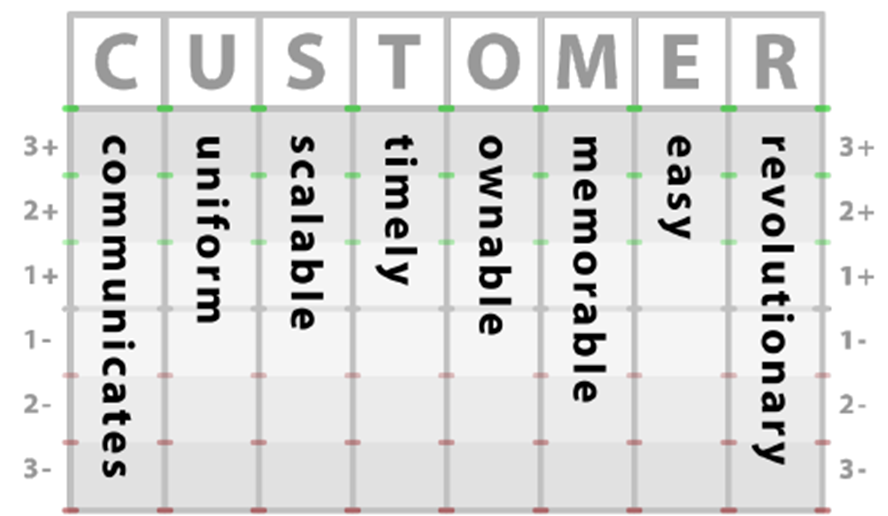 C U S T O M E R
communicates
uniform
scalable
timely
ownable
memorable
easy
revolutionary
3+ 3+
2+ 2+
1+ 1+
1- 1-
2- 2-
3- 3-